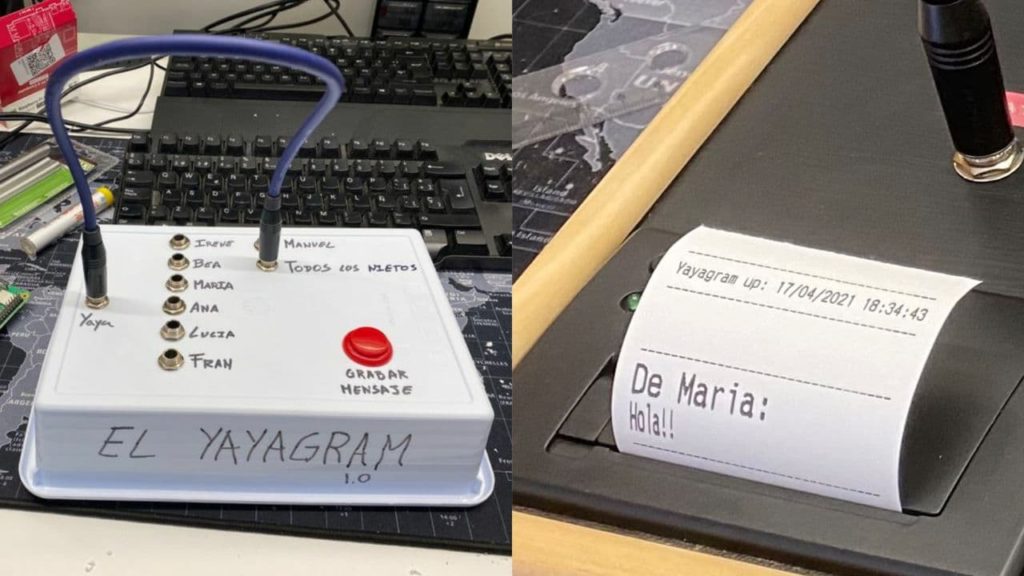 IRENE
BEA
MARIA
ANA
LUCIA
FRAN
MANUEL
TODOS LOS NIETOS
Yaya
GRABAR
MENSAJE
EL YAYAGRAM
1.0
DELL
Yayagram up: 17/04/2021 18:34:43
De Maria:
Hola!!